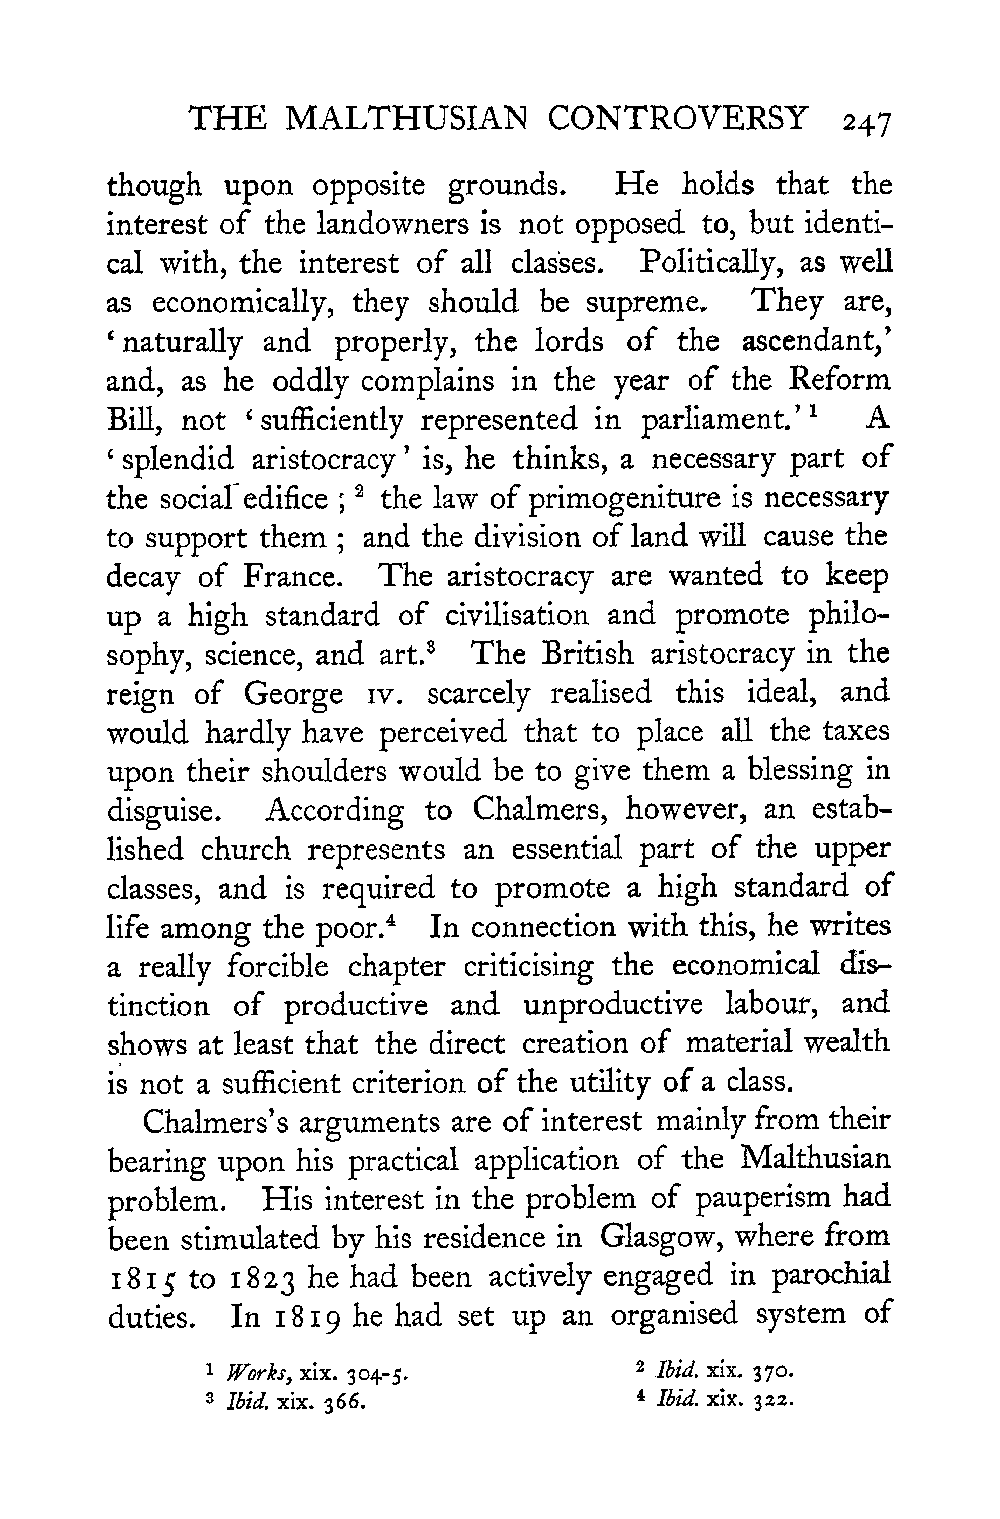 THE MALTHUSIAN CONTROVERSY 247
though upon opposite grounds. He holds that the
interest of the landowners is not opposed to, but identi-
cal with, the interest of all classes. Politically, as well
as economically, they should be supreme. They are,
‘ naturally and properly, the lords of the ascendant,’
and, as he oddly complains in the year of the Reform
Bill, not ‘ sufficiently represented in parliament.’ ¹ A
‘ splendid aristocracy ’ is, he thinks, a necessary part of
the social edifice ; ² the law of primogeniture is necessary
to support them ; and the division of land will cause the
decay of France. The aristocracy are wanted to keep
up a high standard of civilisation and promote philo-
sophy, science, and art.³ The British aristocracy in the
reign of George IV. scarcely realised this ideal, and
would hardly have perceived that to place all the taxes
upon their shoulders would be to give them a blessing in
disguise. According to Chalmers, however, an estab-
lished church represents an essential part of the upper
classes, and is required to promote a high standard of
life among the poor.⁴ In connection with this, he writes
a really forcible chapter criticising the economical dis-
tinction of productive and unproductive labour, and
shows at least that the direct creation of material wealth
is not a sufficient criterion of the utility of a class.
Chalmers’s arguments are of interest mainly from their
bearing upon his practical application of the Malthusian
problem. His interest in the problem of pauperism had
been stimulated by his residence in Glasgow, where from
1815 to 1823 he had been actively engaged in parochial
duties. In 1819 he had set up an organised system of
¹ Works, xix. 304-5. ² Ibid. xix. 370.
³ Ibid. xix. 366. ⁴ Ibid. xix. 322.